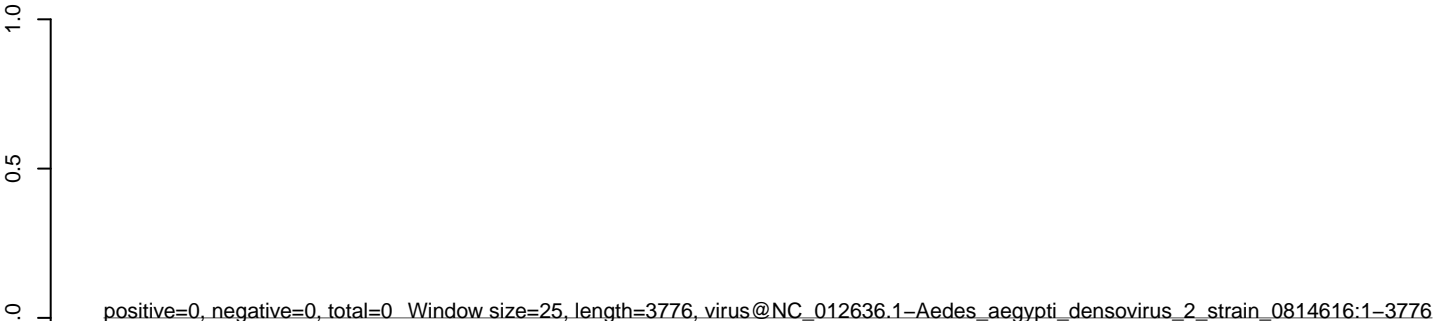 1.0
0.5
.0
positive=0, negative=0, total=0 Window size=25, length=3776, virus@NC_012636.1−Aedes_aegypti_densovirus_2_strain_0814616:1−3776